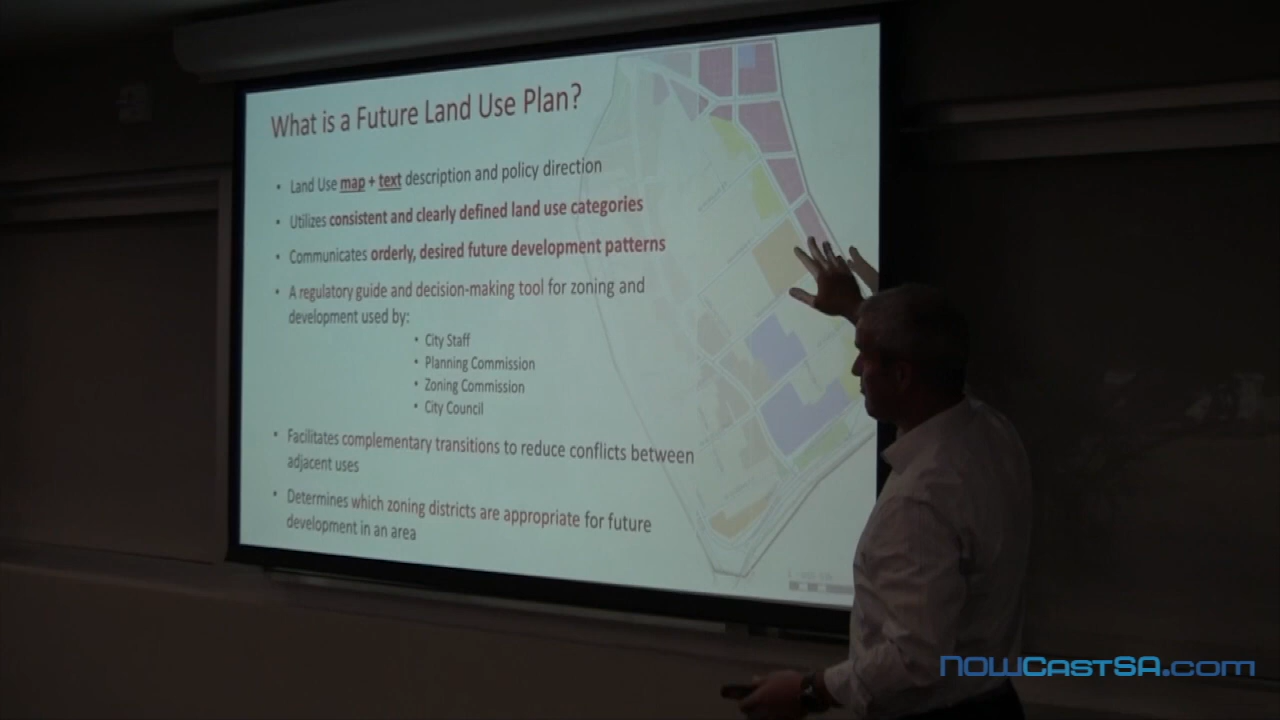 What is a Future Land Use Plan?
• Land Use map + text description and policy direction
• Utilizes consistent and clearly defined land use categories
• Communicates orderly, desired future development patterns
• A regulatory guide and decision-making tool for zoning and
development used by:
• City Staff
• Planning Commission
• Zoning Commission
• City Council
• Facilitates complementary transitions to reduce conflicts between
adjacent uses
• Determines which zoning districts are appropriate for future
development in an area
NOWCastSA.com